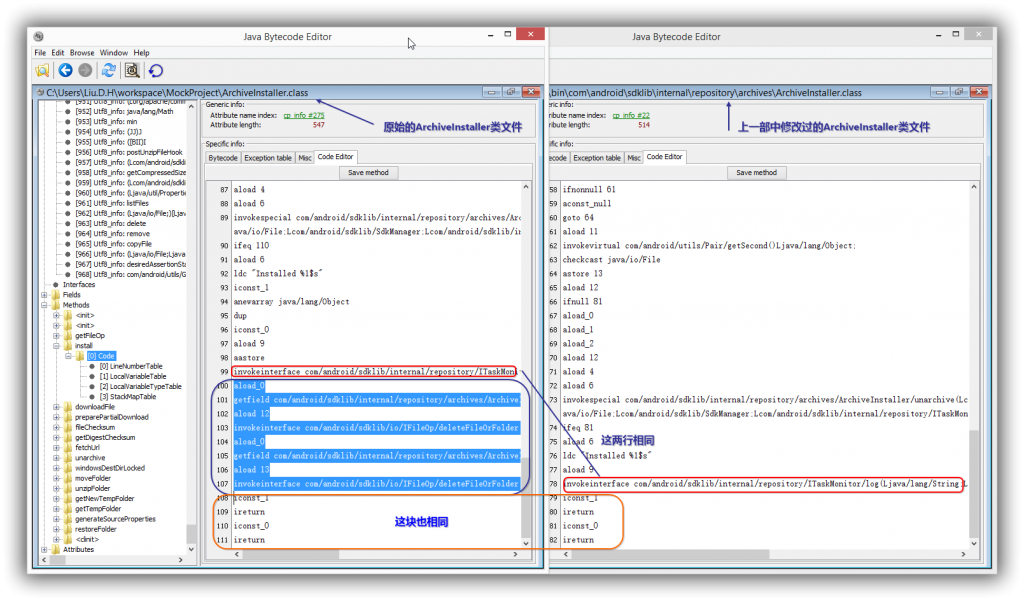 Java Bytecode Editor
File Edit Browse Window Help
C:\Users\Liu.D.H\workspace\MockProject\ArchiveInstaller.class
[952] Utf8_info: java/lang/Math
[953] Utf8_info: min
[954] Utf8_info: (JJ)J
[955] Utf8_info: ([BII)I
[956] Utf8_info: postUnzipFileHook
[957] Utf8_info: (Lcom/android/sdkli
[958] Utf8_info: getCompressedSize
[959] Utf8_info: (Lcom/android/sdkli
[960] Utf8_info: (Ljava/util/Propertie
[961] Utf8_info: listFiles
[962] Utf8_info: (Ljava/io/File;)[Ljav
[963] Utf8_info: delete
[964] Utf8_info: remove
[965] Utf8_info: copyFile
[966] Utf8_info: (Ljava/io/File;Ljava
[967] Utf8_info: desiredAssertionSta
[968] Utf8_info: com/android/utils/G
Interfaces
Fields
Methods
<init>
<init>
getFileOp
install
[0] Code
[0] LineNumberTable
[1] LocalVariableTable
[2] LocalVariableTypeTable
[3] StackMapTable
downloadFile
preparePartialDownload
fileChecksum
getDigestChecksum
fetchUrl
unarchive
windowsDestDirLocked
moveFolder
unzipFolder
getNewTempFolder
getTempFolder
generateSourceProperties
restoreFolder
<clinit>
Attributes
Generic info:
Attribute name index: cp info #275
Attribute length: 547
原始的ArchiveInstaller类文件
Specific info:
Bytecode Exception table Misc Code Editor
Save method
87 aload 4
88 aload 6
89 invokespecial com/android/sdklib/internal/repository/archives/Arc
ava/io/File;Lcom/android/sdklib/SdkManager;Lcom/android/sdklib/in
90 ifeq 110
91 aload 6
92 ldc "Installed %1$s"
93 iconst_1
94 anewarray java/lang/Object
95 dup
96 iconst_0
97 aload 9
98 aastore
99 invokeinterface com/android/sdklib/internal/repository/ITaskMoni
100 aload_0
101 getfield com/android/sdklib/internal/repository/archives/Archive
102 aload 12
103 invokeinterface com/android/sdklib/io/IFileOp/deleteFileOrFolder
104 aload_0
105 getfield com/android/sdklib/internal/repository/archives/Archive
106 aload 13
107 invokeinterface com/android/sdklib/io/IFileOp/deleteFileOrFolder
108 iconst_1
109 ireturn
110 iconst_0
111 ireturn
这块也相同
Java Bytecode Editor
\bin\com\android\sdklib\internal\repository\archives\ArchiveInstaller.class
eric info:
ibute name index: cp info #22
ibute length: 514
上一部中修改过的ArchiveInstaller类文件
ific info:
ecode Exception table Misc Code Editor
Save method
58 ifnonnull 61
59 aconst_null
60 goto 64
61 aload 11
62 invokevirtual com/android/utils/Pair/getSecond()Ljava/lang/Object;
63 checkcast java/io/File
64 astore 13
65 aload 12
66 ifnull 81
67 aload_0
68 aload_1
69 aload_2
70 aload 12
71 aload 4
72 aload 6
73 invokespecial com/android/sdklib/internal/repository/archives/ArchiveInstaller/unarchive(Lc
ava/io/File;Lcom/android/sdklib/SdkManager;Lcom/android/sdklib/internal/repository/ITaskMon
74 ifeq 81
75 aload 6
这两行相同
76 ldc "Installed %1$s"
77 aload 9
78 invokeinterface com/android/sdklib/internal/repository/ITaskMonitor/log(Ljava/lang/String;L
79 iconst_1
80 ireturn
81 iconst_0
82 ireturn